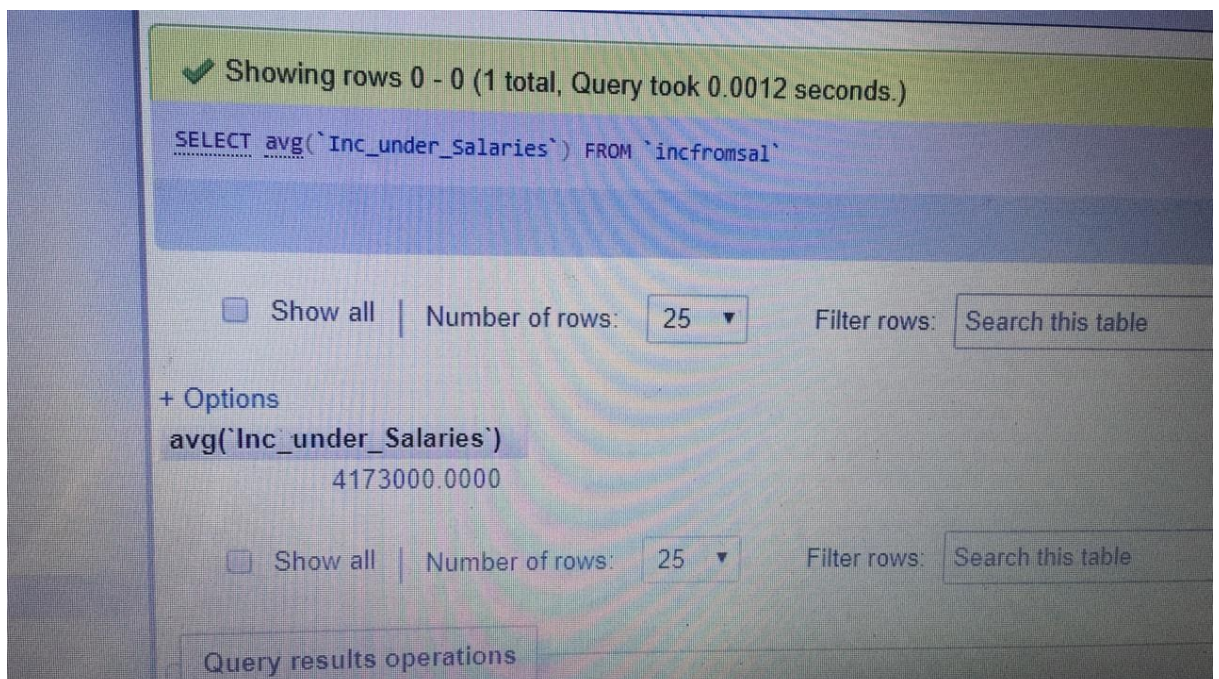 Showing rows 0 - 0 (1 total, Query took 0.0012 seconds.)
SELECT avg(`Inc_under_Salaries`) FROM `incfromsal`
Show all | Number of rows: 25 Filter rows: Search this table
+ Options
avg(`Inc_under_Salaries`)
4173000.0000
Show all | Number of rows: 25 Filter rows: Search this table
Query results operations